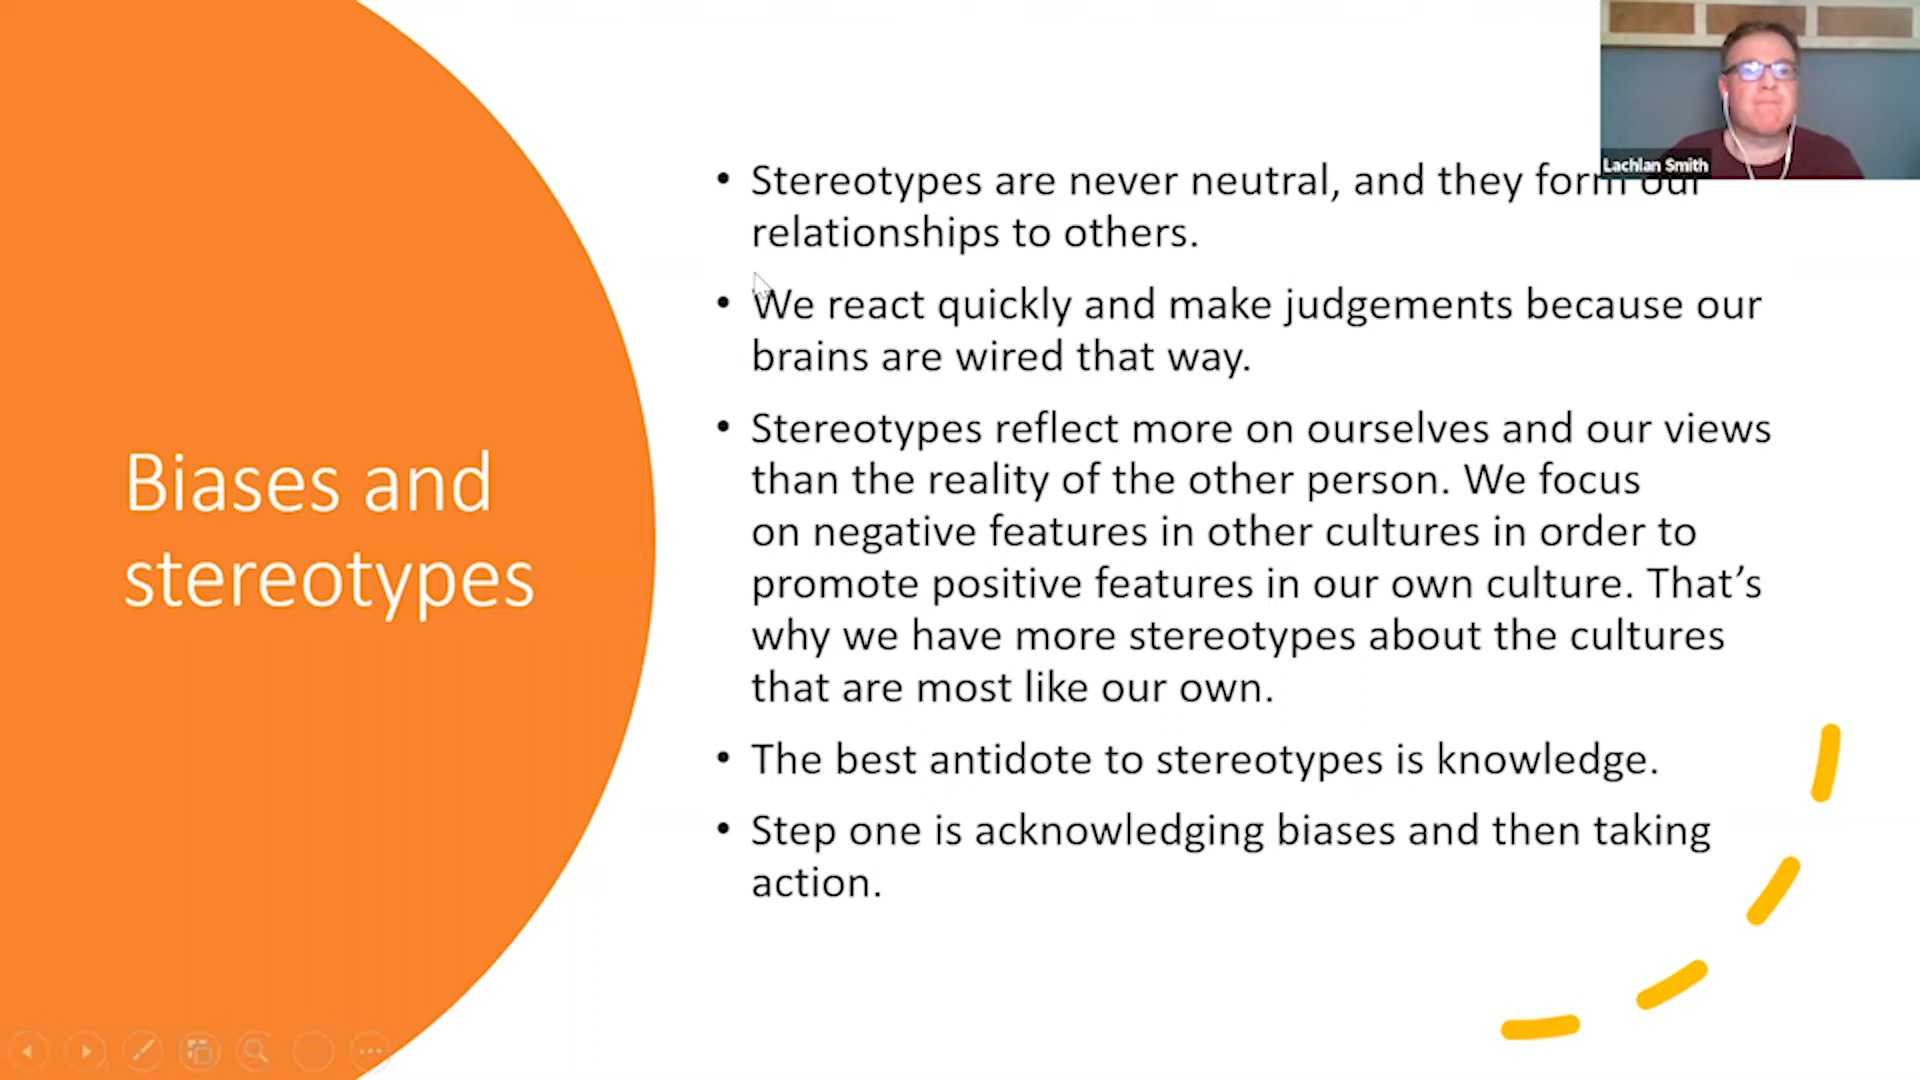 Lachlan Smith
Biases and
stereotypes
• Stereotypes are never neutral, and they form our
relationships to others.
• We react quickly and make judgements because our
brains are wired that way.
• Stereotypes reflect more on ourselves and our views
than the reality of the other person. We focus
on negative features in other cultures in order to
promote positive features in our own culture. That’s
why we have more stereotypes about the cultures
that are most like our own.
• The best antidote to stereotypes is knowledge.
• Step one is acknowledging biases and then taking
action.